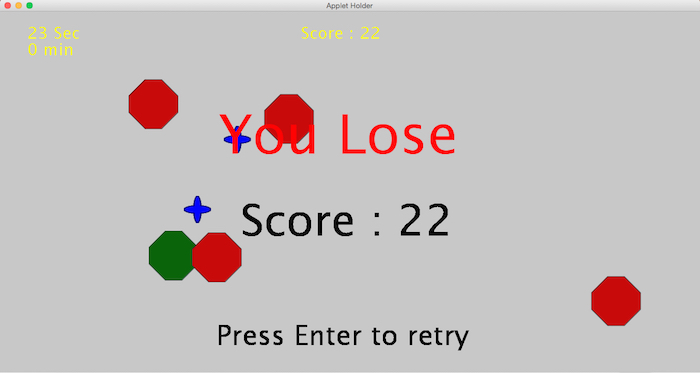 Applet Holder
23 Sec
0 min
Score : 22
You Lose
Score : 22
Press Enter to retry